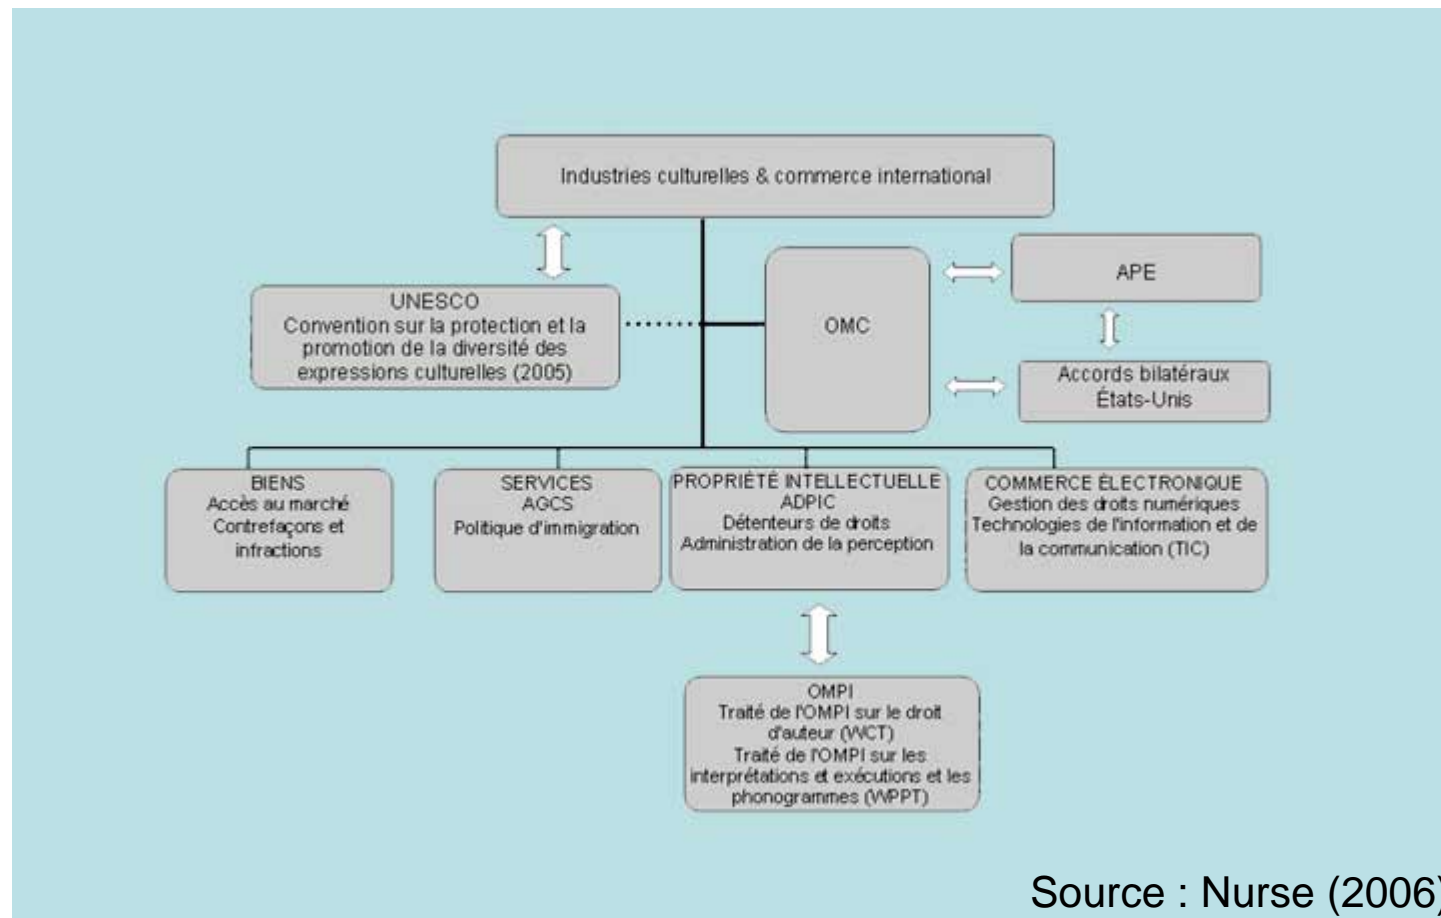 Industries culturelles & commerce international
UNESCO
Convention sur la protection et la
promotion de la diversité des
expressions culturelles (2005)
OMC
APE
Accords bilatéraux
États-Unis
BIENS
Accès au marché
Contrefaçons et
infractions
SERVICES
AGCS
Politique d'immigration
PROPRIÉTÉ INTELLECTUELLE
ADPIC
Détenteurs de droits
Administration de la perception
COMMERCE ÉLECTRONIQUE
Gestion des droits numériques
Technologies de l'information et de
la communication (TIC)
OMPI
Traité de l'OMPI sur le droit
d'auteur (WCT)
Traité de l'OMPI sur les
interprétations et exécutions et les
phonogrammes (WPPT)
Source : Nurse (2006)